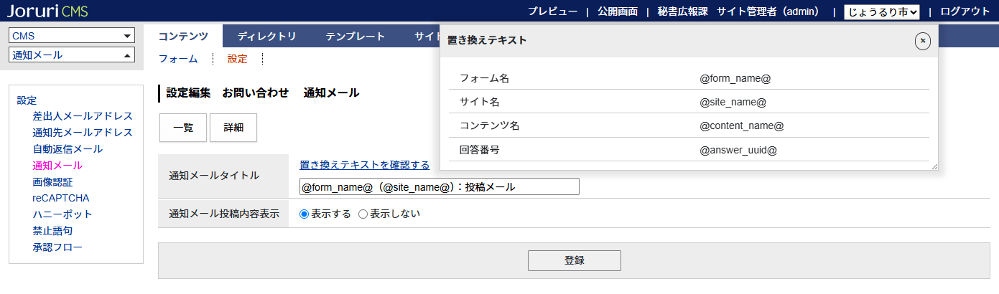 Joruri CMS
プレビュー | 公開画面 | 秘書広報課 サイト管理者（admin） | じょうるり市 | ログアウト
CMS
通知メール
コンテンツ ディレクトリ テンプレート サイト
フォーム 設定
設定
差出人メールアドレス
通知先メールアドレス
自動返信メール
通知メール
画像認証
reCAPTCHA
ハニーポット
禁止語句
承認フロー
設定編集 お問い合わせ 通知メール
一覧 詳細
通知メールタイトル
置き換えテキストを確認する
@form_name@（@site_name@）：投稿メール
通知メール投稿内容表示
表示する 表示しない
登録
置き換えテキスト
フォーム名 @form_name@
サイト名 @site_name@
コンテンツ名 @content_name@
回答番号 @answer_uuid@